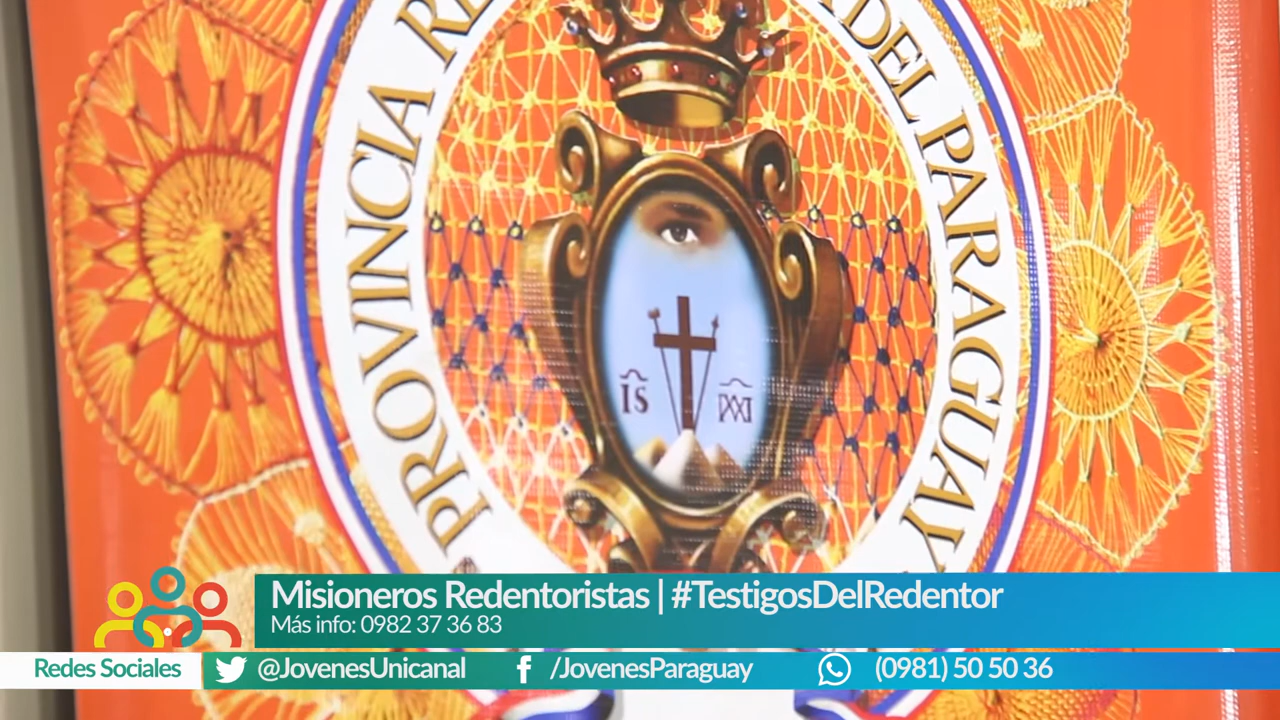 PROVINCIA
DEL PARAGUAY
IS
Misioneros Redentoristas | #TestigosDelRedentor
Más info: 0982 37 36 83
Redes Sociales
@JovenesUnicanal
/JovenesParaguay
(0981) 50 50 36